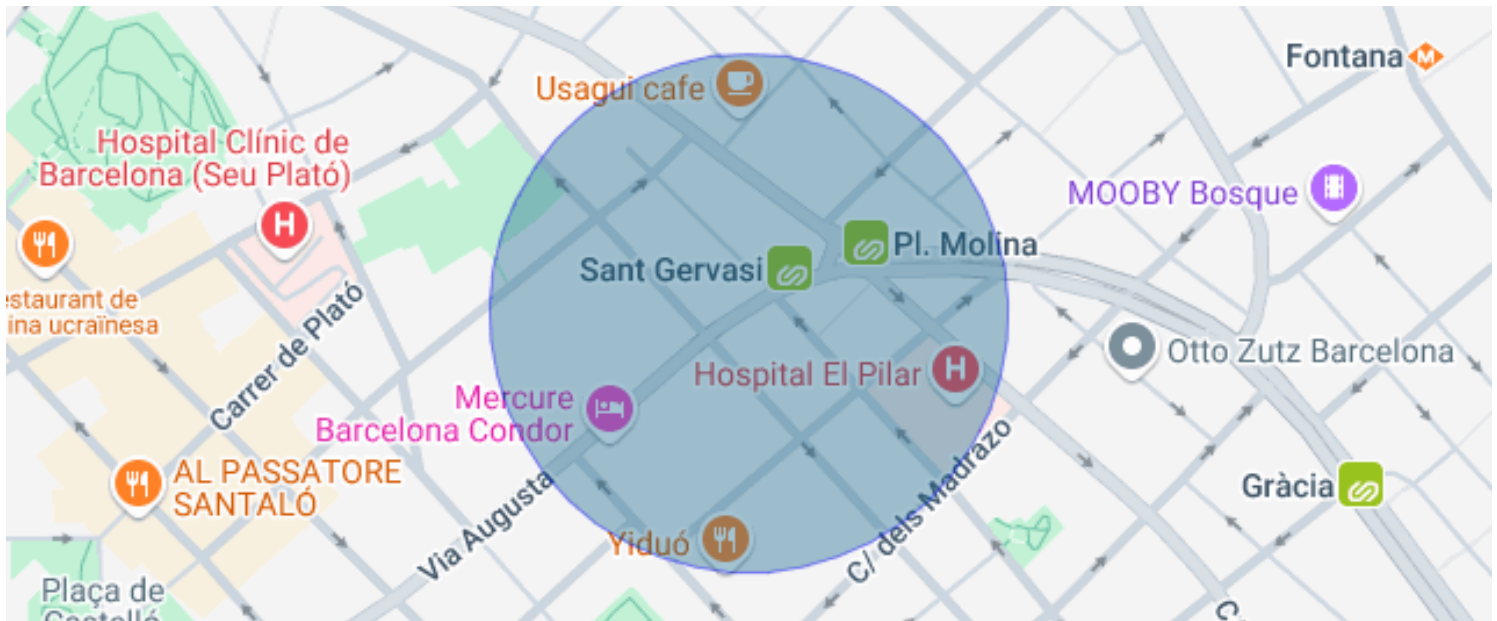 Fontana
Usagui cafe
Hospital Clínic de
Barcelona (Seu Plató)
MOOBY Bosque
Pl. Molina
Sant Gervasi
estaurant de
ina ucraïnesa
Carrer de Plató
Otto Zutz Barcelona
Hospital El Pilar
Mercure
Barcelona Condor
AL PASSATORE
SANTALÓ
Via Augusta
C/ dels Madrazo
Gràcia
Yiduó
Plaça de